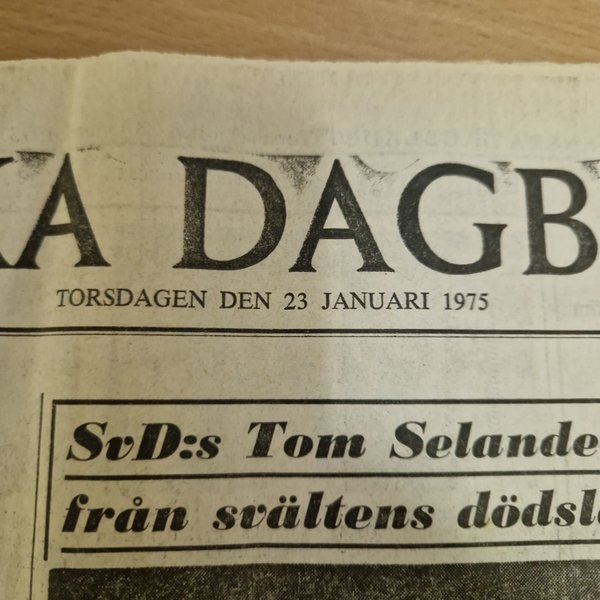 KA DAGB
TORSDAGEN DEN 23 JANUARI 1975
SvD:s Tom Selande
från svältens dödsl